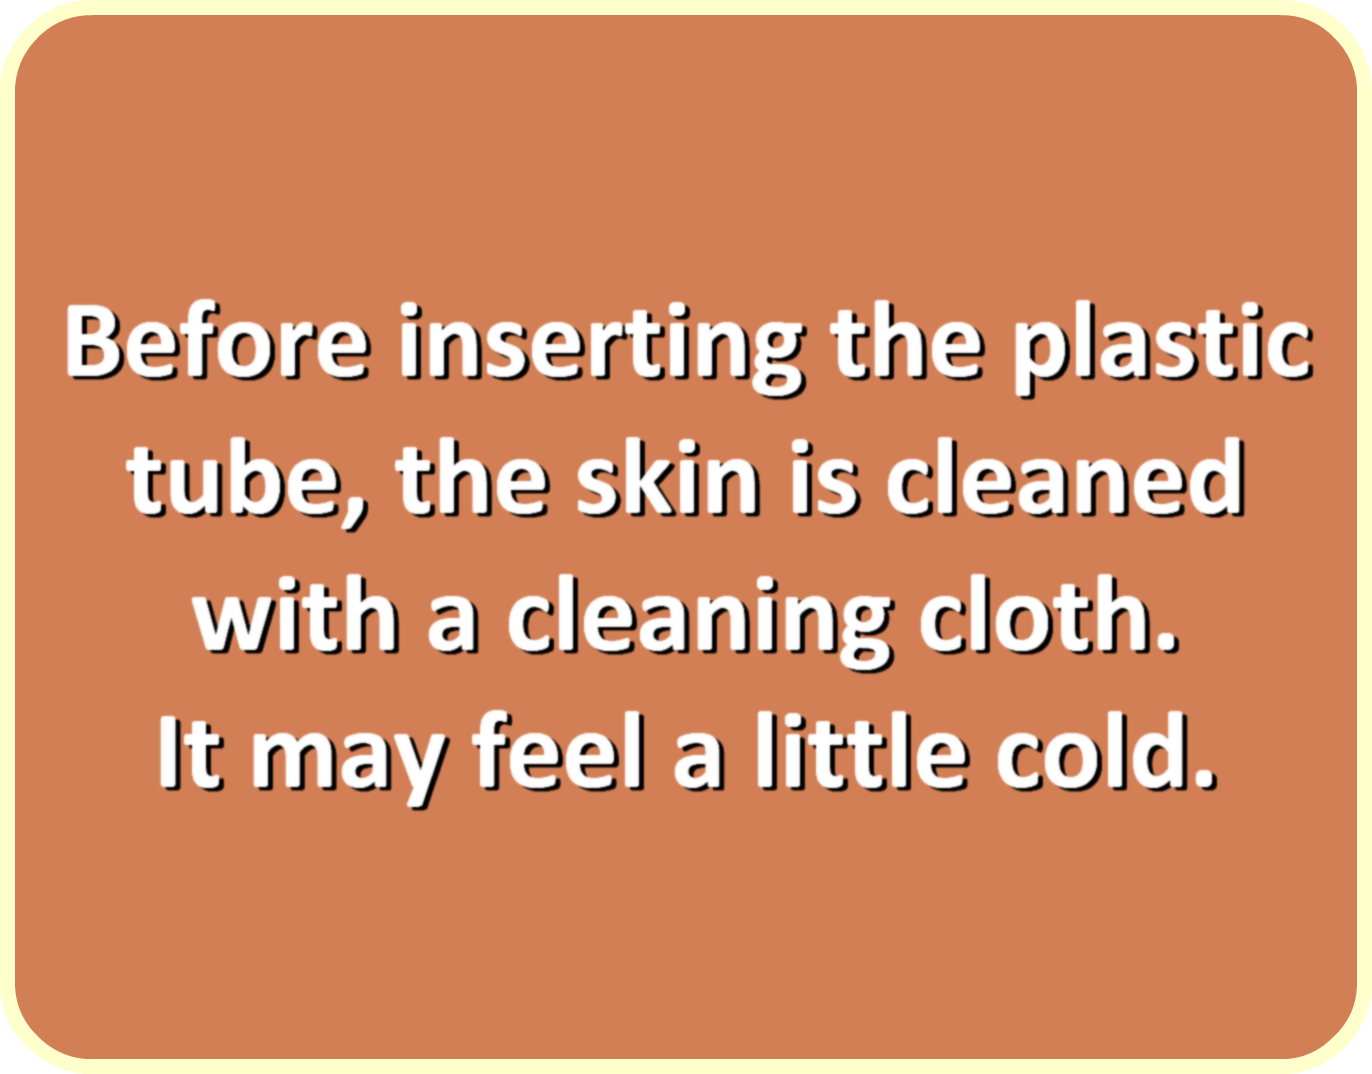 Before inserting the plastic
tube, the skin is cleaned
with a cleaning cloth.
It may feel a little cold.